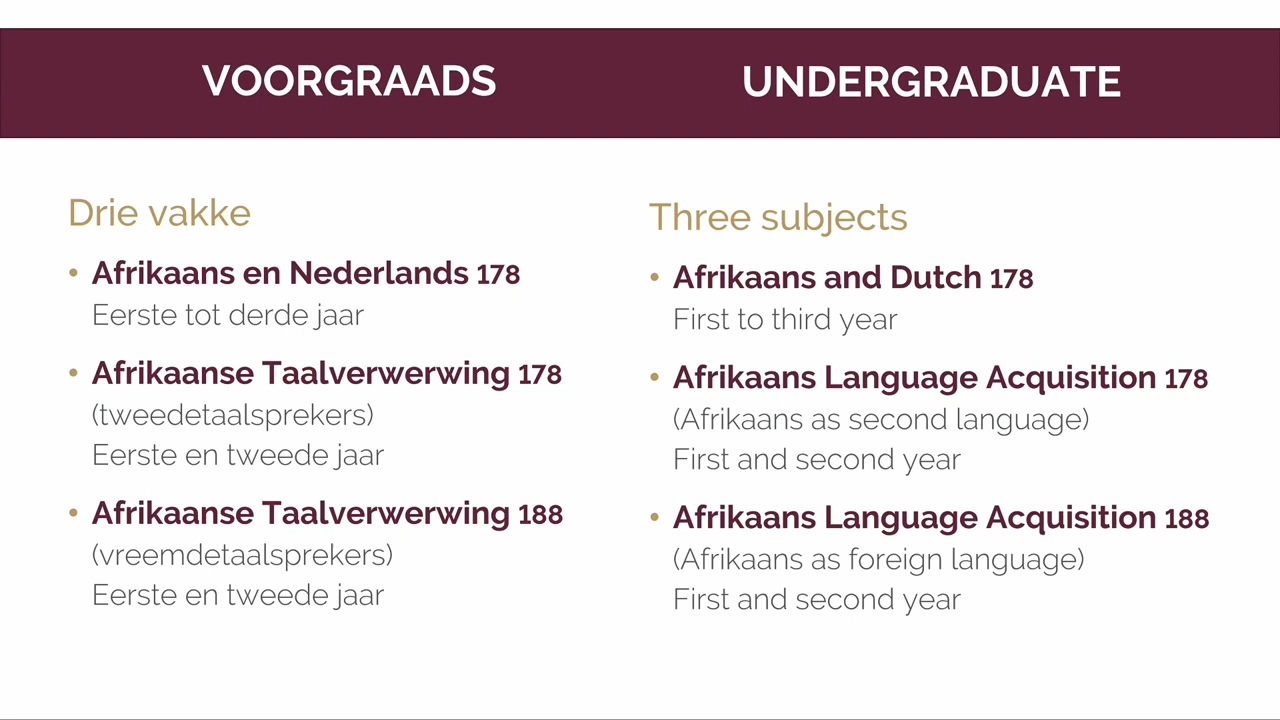 VOORGRAADS
Drie vakke
• Afrikaans en Nederlands 178
Eerste tot derde jaar
• Afrikaanse Taalverwerwing 178
(tweedetaalsprekers)
Eerste en tweede jaar
• Afrikaanse Taalverwerwing 188
(vreemdetaalsprekers)
Eerste en tweede jaar
UNDERGRADUATE
Three subjects
• Afrikaans and Dutch 178
First to third year
• Afrikaans Language Acquisition 178
(Afrikaans as second language)
First and second year
• Afrikaans Language Acquisition 188
(Afrikaans as foreign language)
First and second year